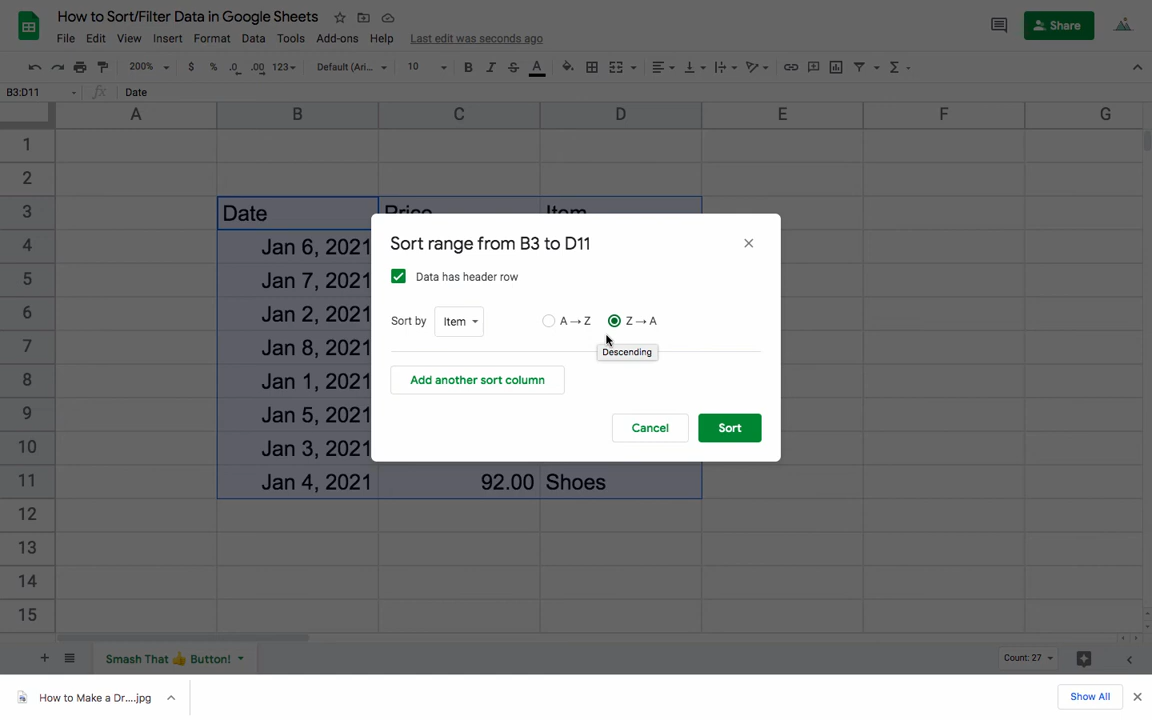 How to Sort/Filter Data in Google Sheets
Share
File Edit View Insert Format Data Tools Add-ons Help Last edit was seconds ago
200% $ % .0 .00 123 Default (Ari... 10 B I S A Σ
B3:D11 fx Date
A B C D E F G
1
2
3 Date Price Item
4 Jan 6, 2021
5 Jan 7, 2021
6 Jan 2, 2021
7 Jan 8, 2021
8 Jan 1, 2021
9 Jan 5, 2021
10 Jan 3, 2021
11 Jan 4, 2021 92.00 Shoes
12
13
14
15
Sort range from B3 to D11
Data has header row
Sort by Item A → Z Z → A
Descending
Add another sort column
Cancel Sort
Smash That 👍 Button! Count: 27
How to Make a Dr....jpg Show All